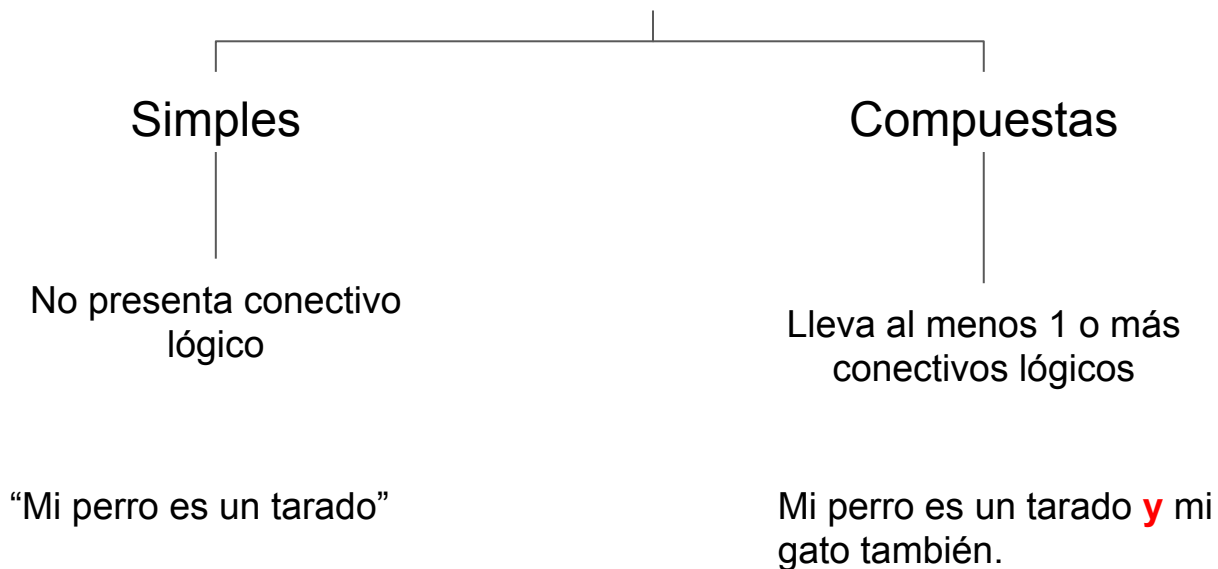 Simples
Compuestas
No presenta conectivo
lógico
Lleva al menos 1 o más
conectivos lógicos
“Mi perro es un tarado”
Mi perro es un tarado y mi
gato también.